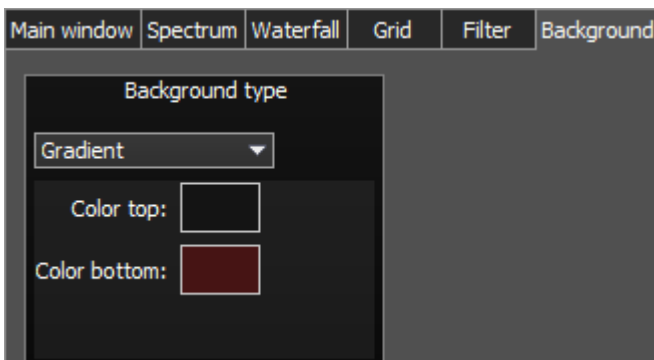 Main window Spectrum Waterfall Grid Filter Background
Background type
Gradient
Color top:
Color bottom: